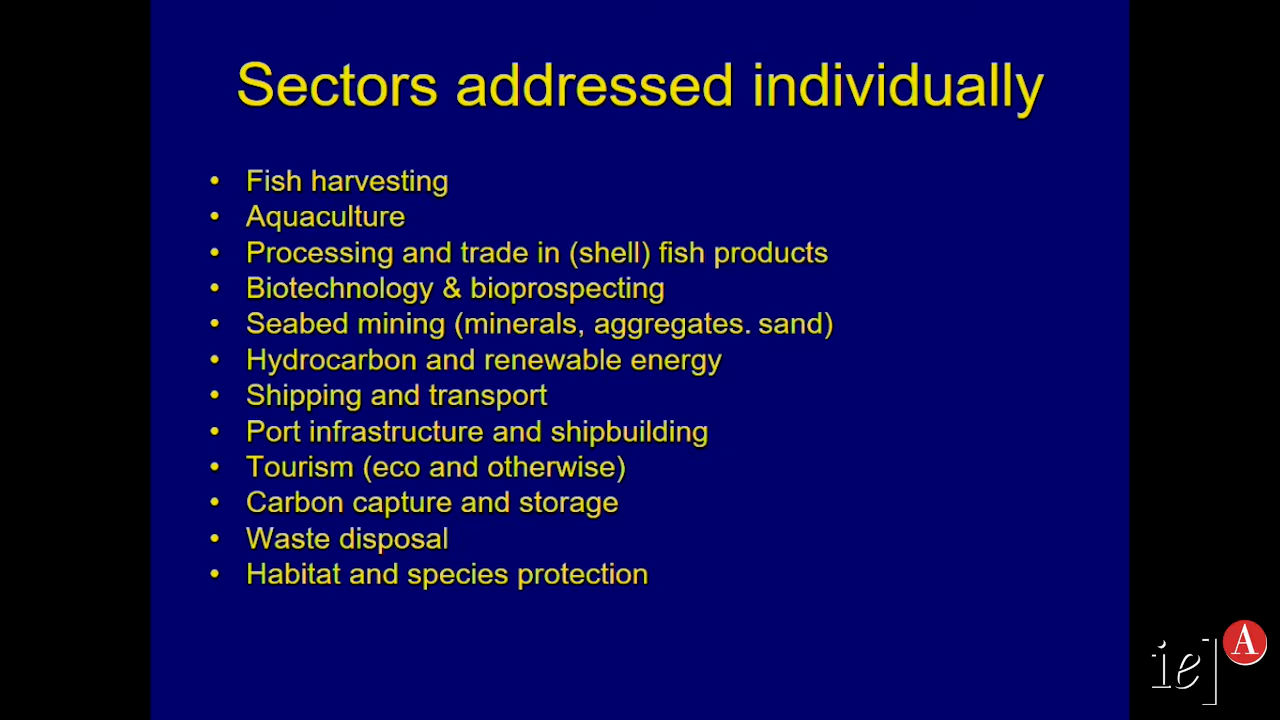 Sectors addressed individually
• Fish harvesting
• Aquaculture
• Processing and trade in (shell) fish products
• Biotechnology & bioprospecting
• Seabed mining (minerals, aggregates. sand)
• Hydrocarbon and renewable energy
• Shipping and transport
• Port infrastructure and shipbuilding
• Tourism (eco and otherwise)
• Carbon capture and storage
• Waste disposal
• Habitat and species protection
ie] A